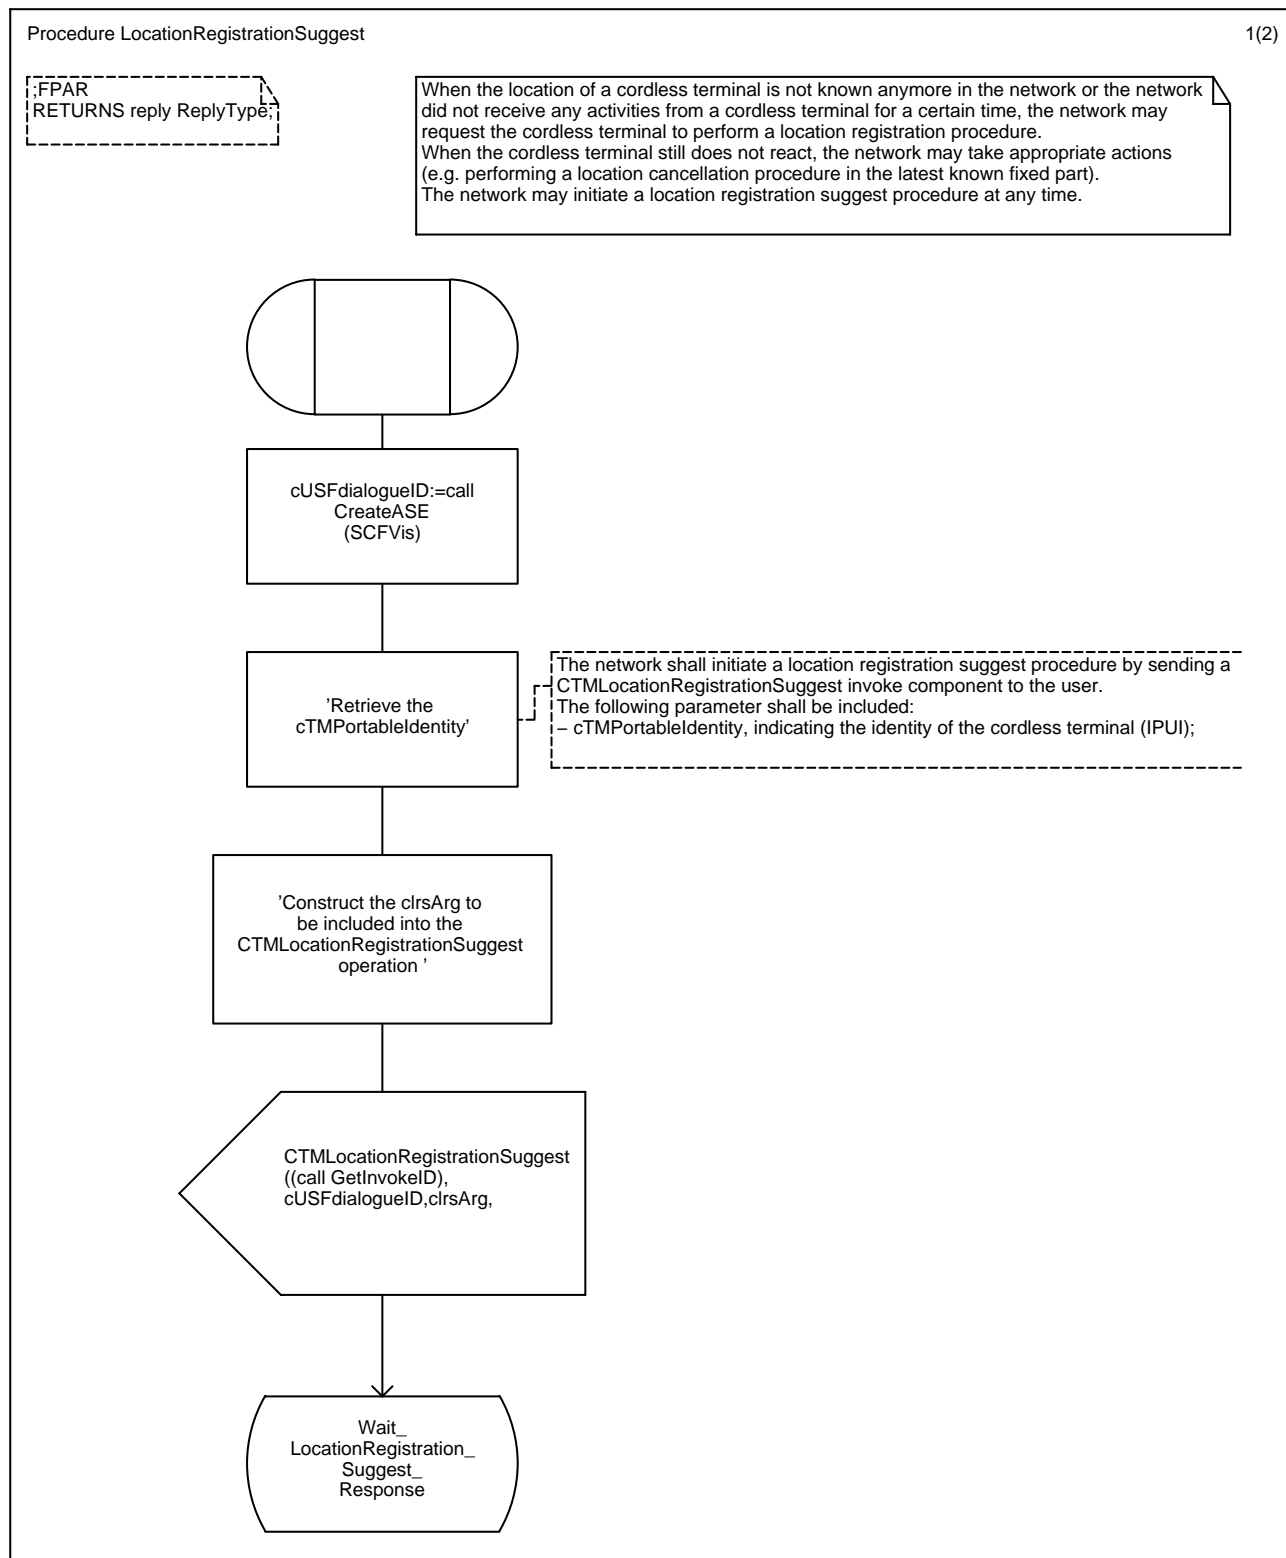 Procedure LocationRegistrationSuggest
1(2)
;FPAR
RETURNS reply ReplyType;
When the location of a cordless terminal is not known anymore in the network or the network
did not receive any activities from a cordless terminal for a certain time, the network may
request the cordless terminal to perform a location registration procedure.
When the cordless terminal still does not react, the network may take appropriate actions
(e.g. performing a location cancellation procedure in the latest known fixed part).
The network may initiate a location registration suggest procedure at any time.
cUSFdialogueID:=call
CreateASE
(SCFVis)
'Retrieve the
cTMPortableIdentity'
The network shall initiate a location registration suggest procedure by sending a
CTMLocationRegistrationSuggest invoke component to the user.
The following parameter shall be included:
– cTMPortableIdentity, indicating the identity of the cordless terminal (IPUI);
'Construct the clrsArg to
be included into the
CTMLocationRegistrationSuggest
operation '
CTMLocationRegistrationSuggest
((call GetInvokeID),
cUSFdialogueID,clrsArg,
Wait_
LocationRegistration_
Suggest_
Response